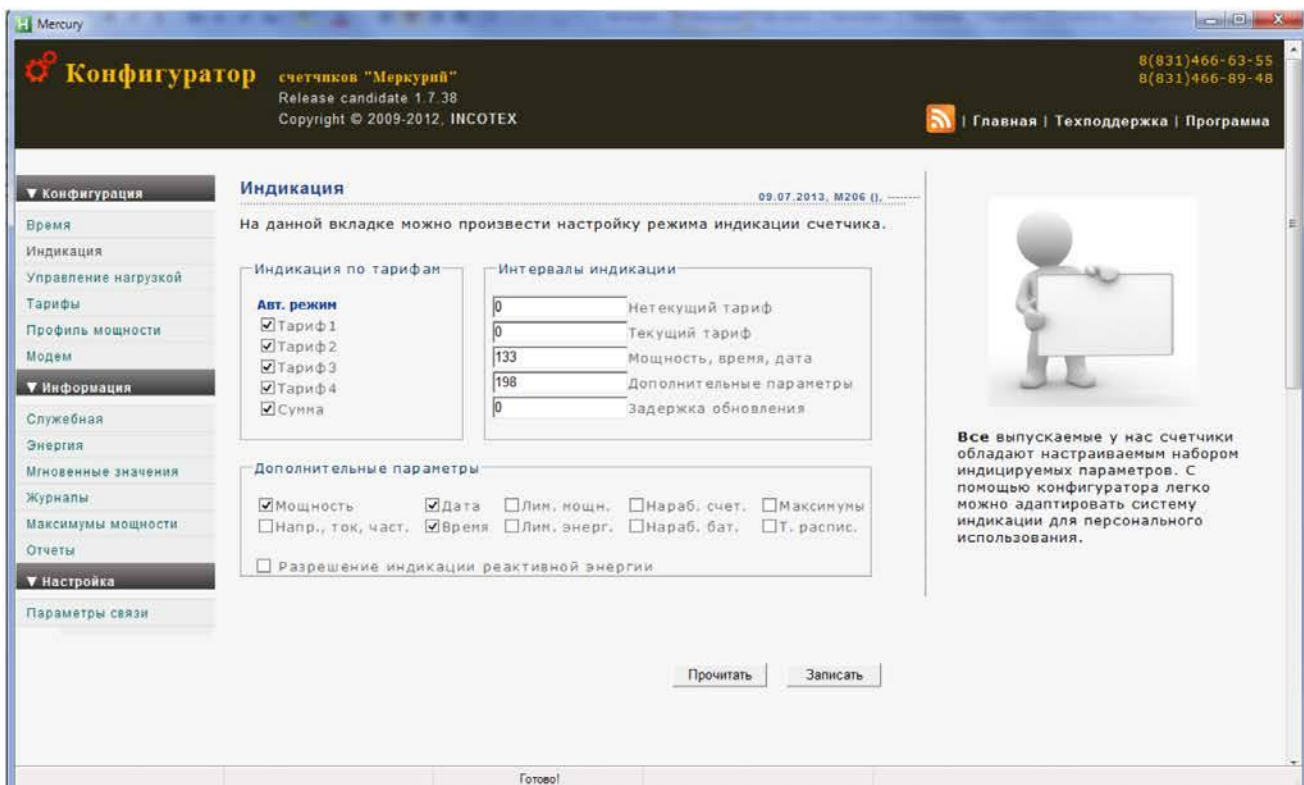 Mercury
Конфигуратор счетчиков "Меркурий"
Release candidate 1.7.38
Copyright © 2009-2012, INCOTEX
8(831)466-63-55
8(831)466-89-48
| Главная | Техподдержка | Программа
▼ Конфигурация
Время
Индикация
Управление нагрузкой
Тарифы
Профиль мощности
Модем
▼ Информация
Служебная
Энергия
Мгновенные значения
Журналы
Максимумы мощности
Отчеты
▼ Настройка
Параметры связи
Индикация
09.07.2013, M206 (), -------
На данной вкладке можно произвести настройку режима индикации счетчика.
Индикация по тарифам
Авт. режим
Тариф1
Тариф2
Тариф3
Тариф4
Сумма
Интервалы индикации
0 Нетекущий тариф
0 Текущий тариф
133 Мощность, время, дата
198 Дополнительные параметры
0 Задержка обновления
Дополнительные параметры
Мощность Дата Лим. мощн. Нараб. счет. Максимумы
Напр., ток, част. Время Лим. энерг. Нараб. бат. Т. распис.
Разрешение индикации реактивной энергии
Прочитать Записать
Все выпускаемые у нас счетчики
обладают настраиваемым набором
индицируемых параметров. С
помощью конфигуратора легко
можно адаптировать систему
индикации для персонального
использования.
Готово!